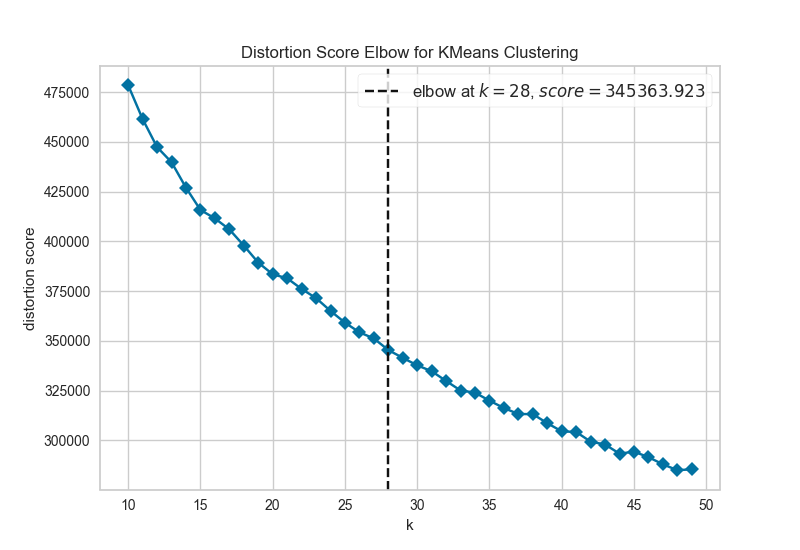 Distortion Score Elbow for KMeans Clustering
elbow at k = 28, score = 345363.923
475000
450000
425000
400000
375000
350000
325000
300000
distortion score
10 15 20 25 30 35 40 45 50
k